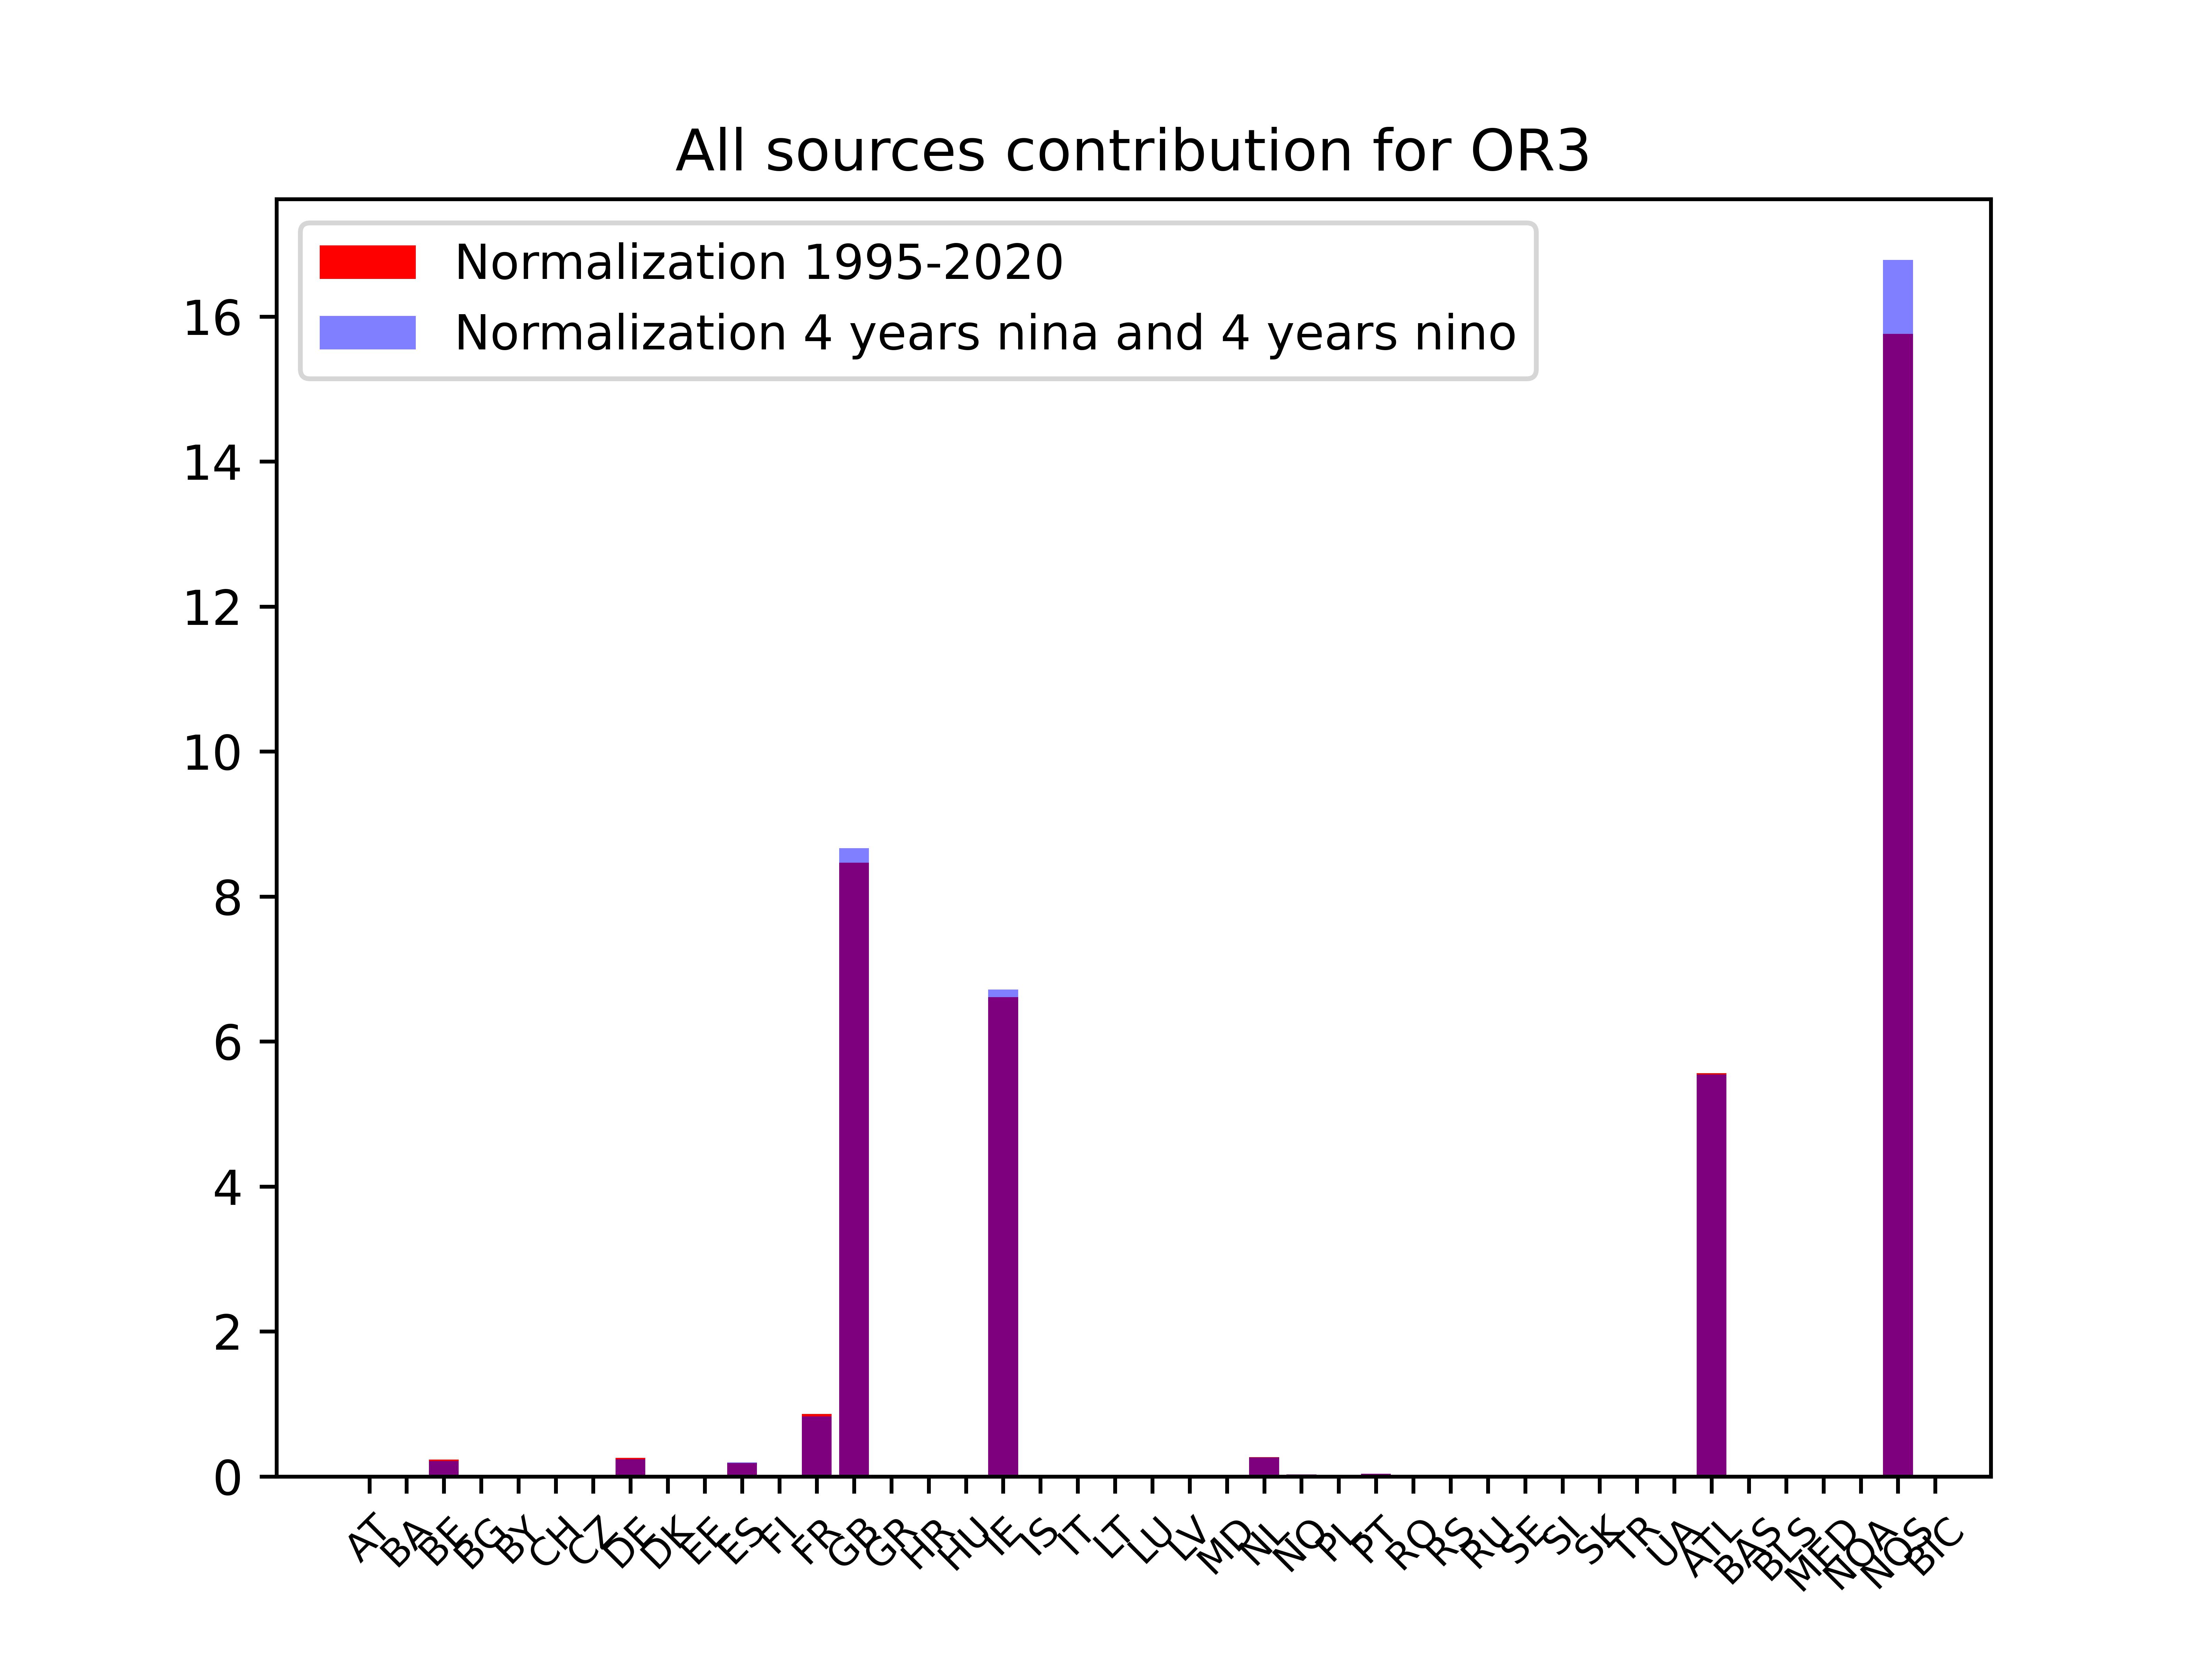 All sources contribution for OR3
Normalization 1995-2020
Normalization 4 years nina and 4 years nino
16
14
12
10
8
6
4
2
0
AT BA BE BG BY CH CZ DE DK EE ES FI FR GB GR HR HU IE IS IT LT LU LV MD NL NO PL PT RO RS RU SE SI SK TR UA ATL BAS BLS MED NOA NOS BIC